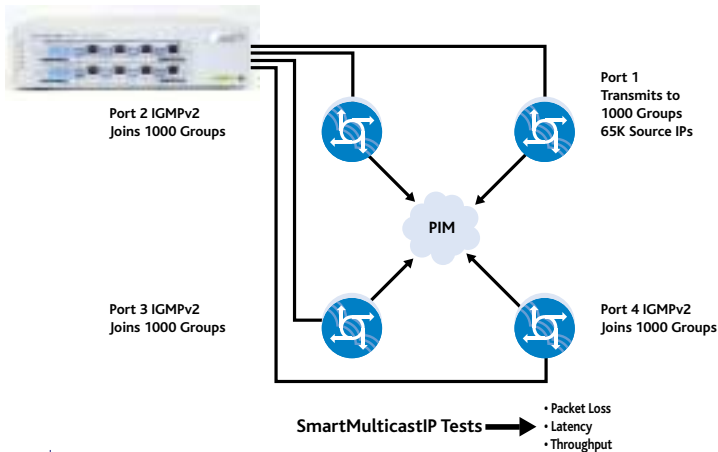 Port 2 IGMPv2
Joins 1000 Groups
Port 1
Transmits to
1000 Groups
65K Source IPs
PIM
Port 3 IGMPv2
Joins 1000 Groups
Port 4 IGMPv2
Joins 1000 Groups
SmartMulticastIP Tests
• Packet Loss
• Latency
• Throughput